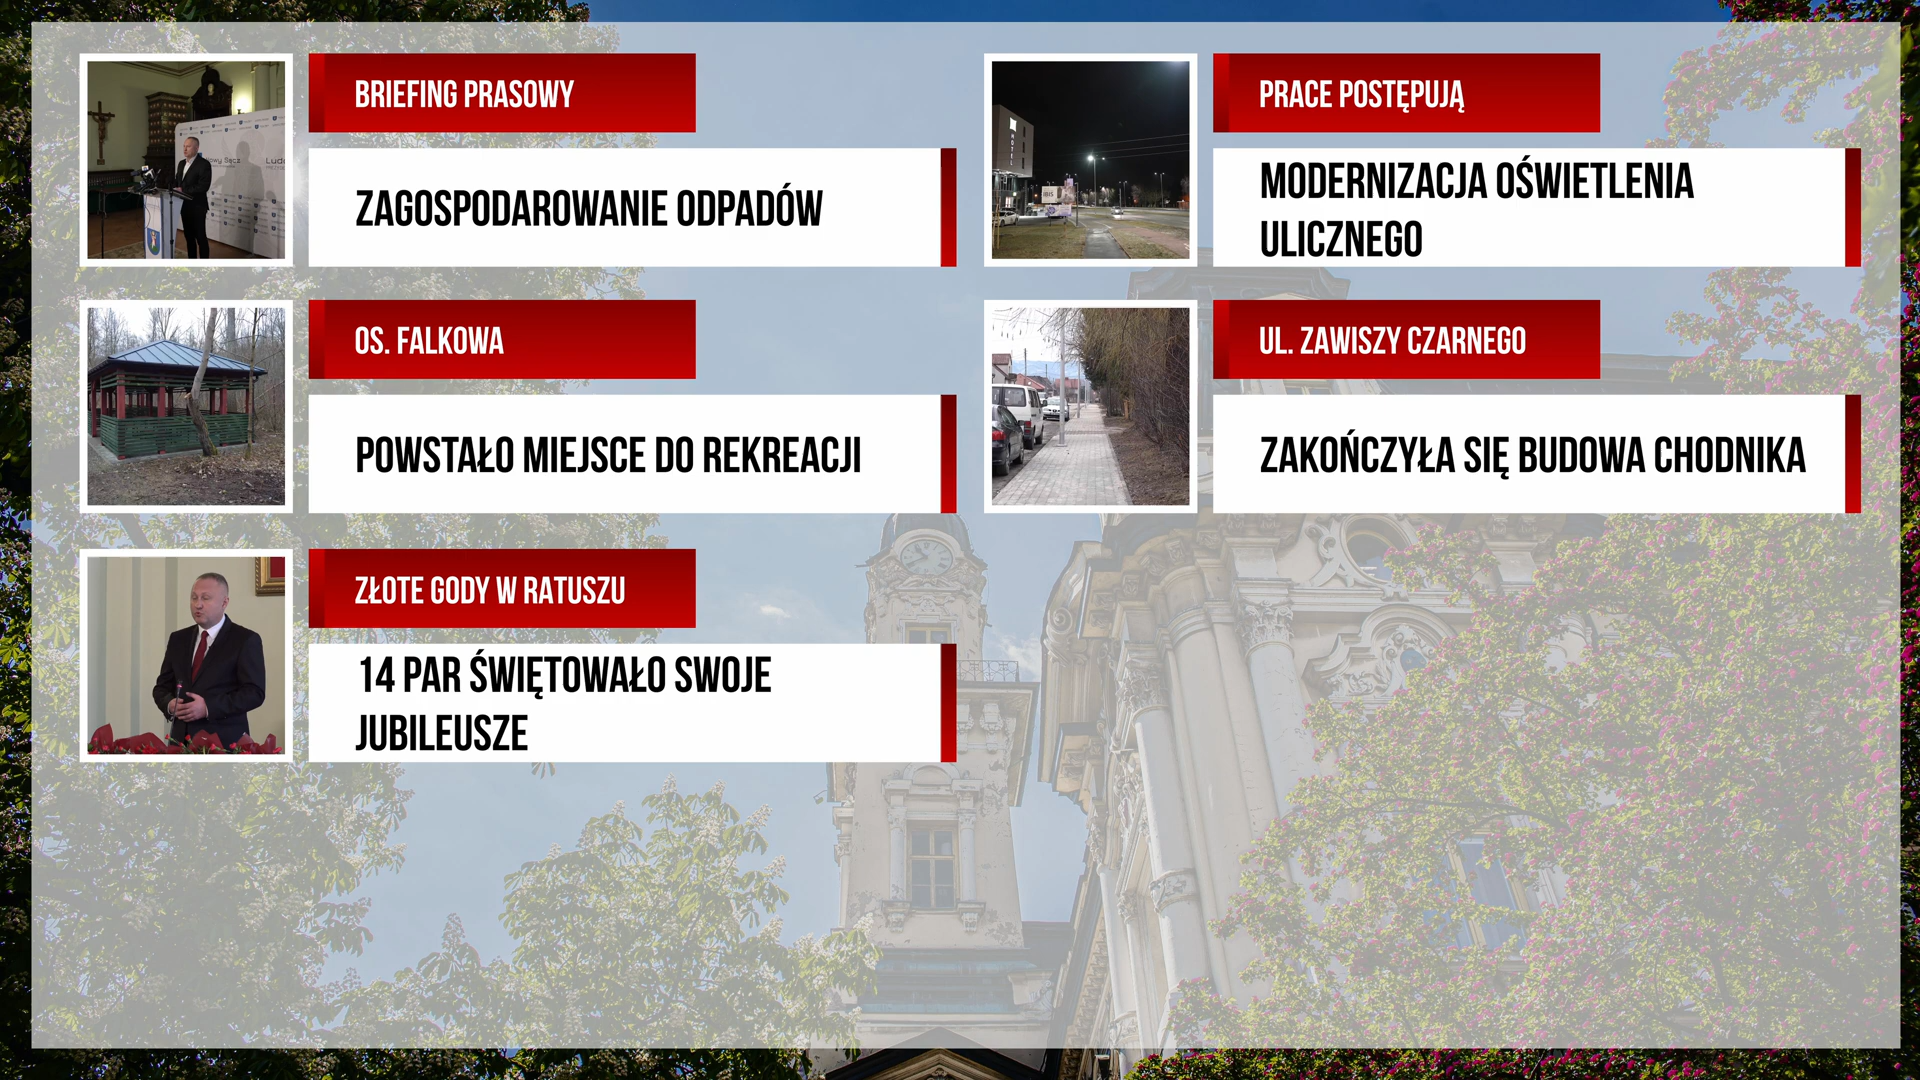 BRIEFING PRASOWY
ZAGOSPODAROWANIE ODPADÓW
PRACE POSTĘPUJĄ
MODERNIZACJA OŚWIETLENIA
ULICZNEGO
OS. FALKOWA
POWSTAŁO MIEJSCE DO REKREACJI
UL. ZAWISZY CZARNEGO
ZAKOŃCZYŁA SIĘ BUDOWA CHODNIKA
ZŁOTE GODY W RATUSZU
14 PAR ŚWIĘTOWAŁO SWOJE
JUBILEUSZE